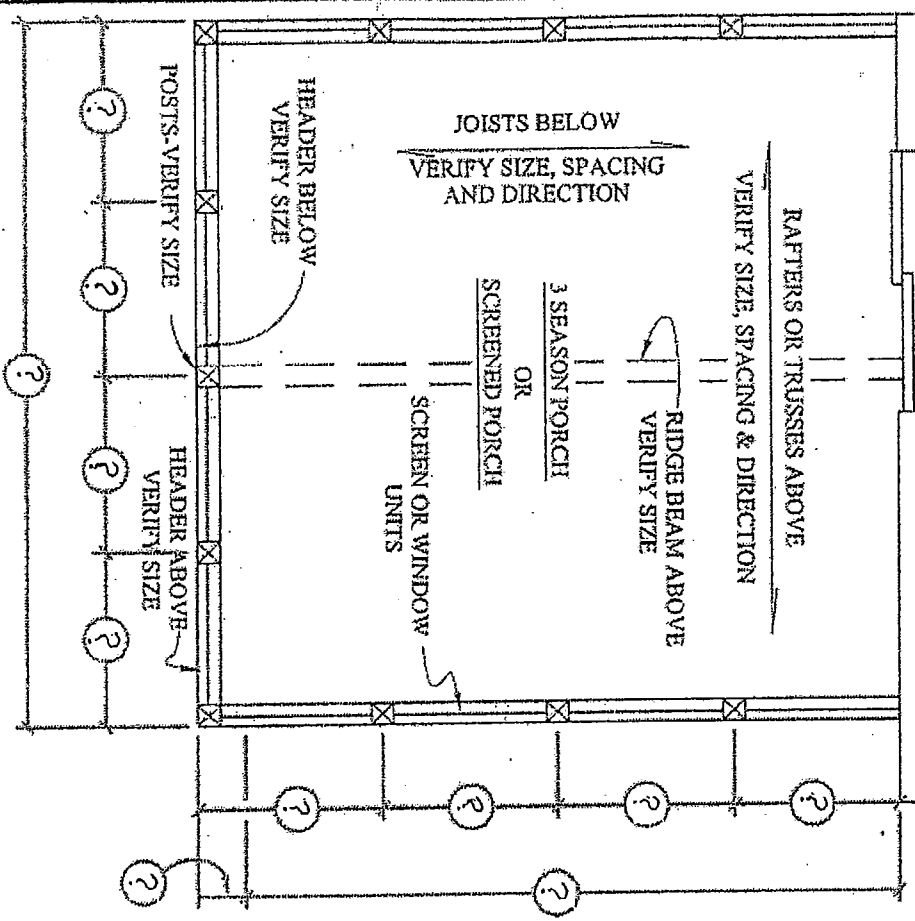 RAFTERS OR TRUSSES ABOVE
VERIFY SIZE, SPACING & DIRECTION
JOISTS BELOW
VERIFY SIZE, SPACING
AND DIRECTION
RIDGE BEAM ABOVE
VERIFY SIZE
3 SEASON PORCH
OR
SCREENED PORCH
SCREEN OR WINDOW
UNITS
HEADER BELOW
VERIFY SIZE
POSTS-VERIFY SIZE
HEADER ABOVE
VERIFY SIZE
?
?
?
?
?
?
?
?
?
?
?